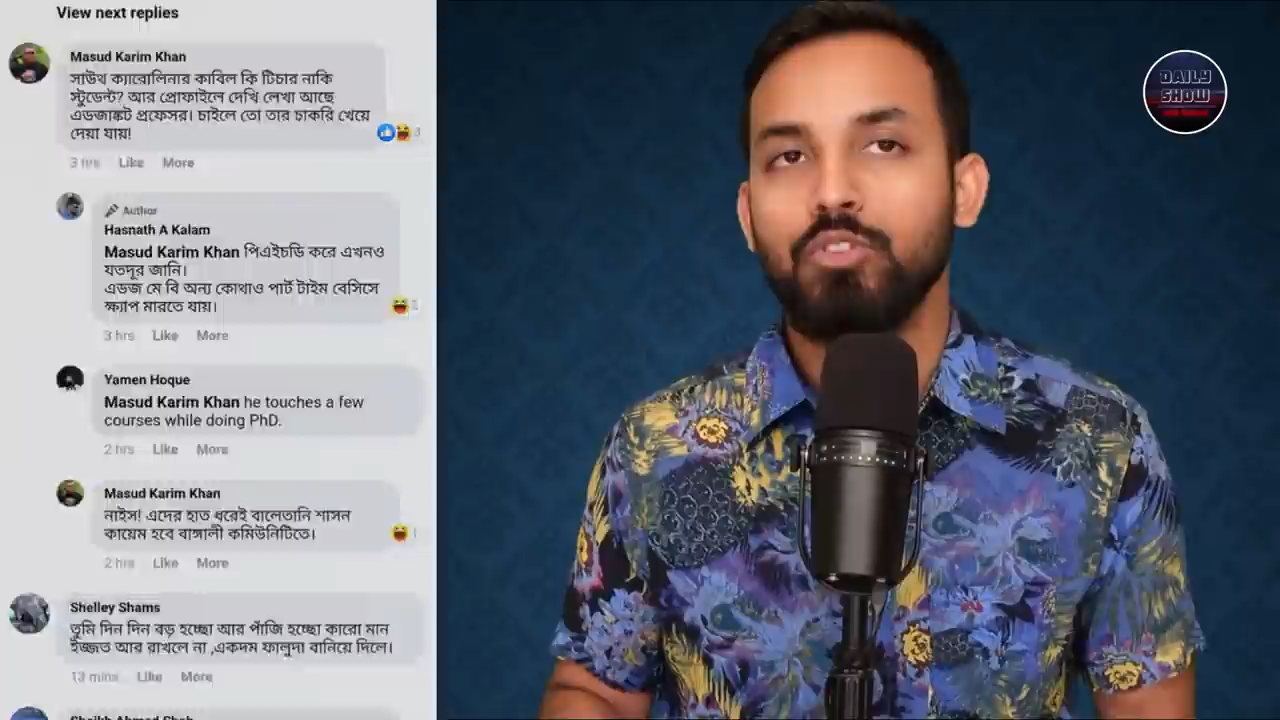 View next replies
Masud Karim Khan
সাউথ ক্যারোলিনার কাবিল কি টিচার নাকি
স্টুডেন্ট? আর প্রোফাইলে দেখি লেখা আছে
এডজাঙ্কট প্রফেসর। চাইলে তো তার চাকরি খেয়ে
দেয়া যায়!
3
3 hrs Like More
Author
Hasnath A Kalam
Masud Karim Khan পিএইচডি করে এখনও
যতদূর জানি।
এডজ মে বি অন্য কোথাও পার্ট টাইম বেসিসে
ক্ষ্যাপ মারতে যায়।
3 hrs Like More
Yamen Hoque
Masud Karim Khan he touches a few
courses while doing PhD.
2 hrs Like More
Masud Karim Khan
নাইস! এদের হাত ধরেই বালেতানি শাসন
কায়েম হবে বাঙ্গালী কমিউনিটিতে।
1
2 hrs Like More
Shelley Shams
তুমি দিন দিন বড় হচ্ছো আর পাঁজি হচ্ছো কারো মান
ইজ্জত আর রাখলে না ,একদম ফালুদা বানিয়ে দিলে।
13 mins Like More
DAILY
SHOW